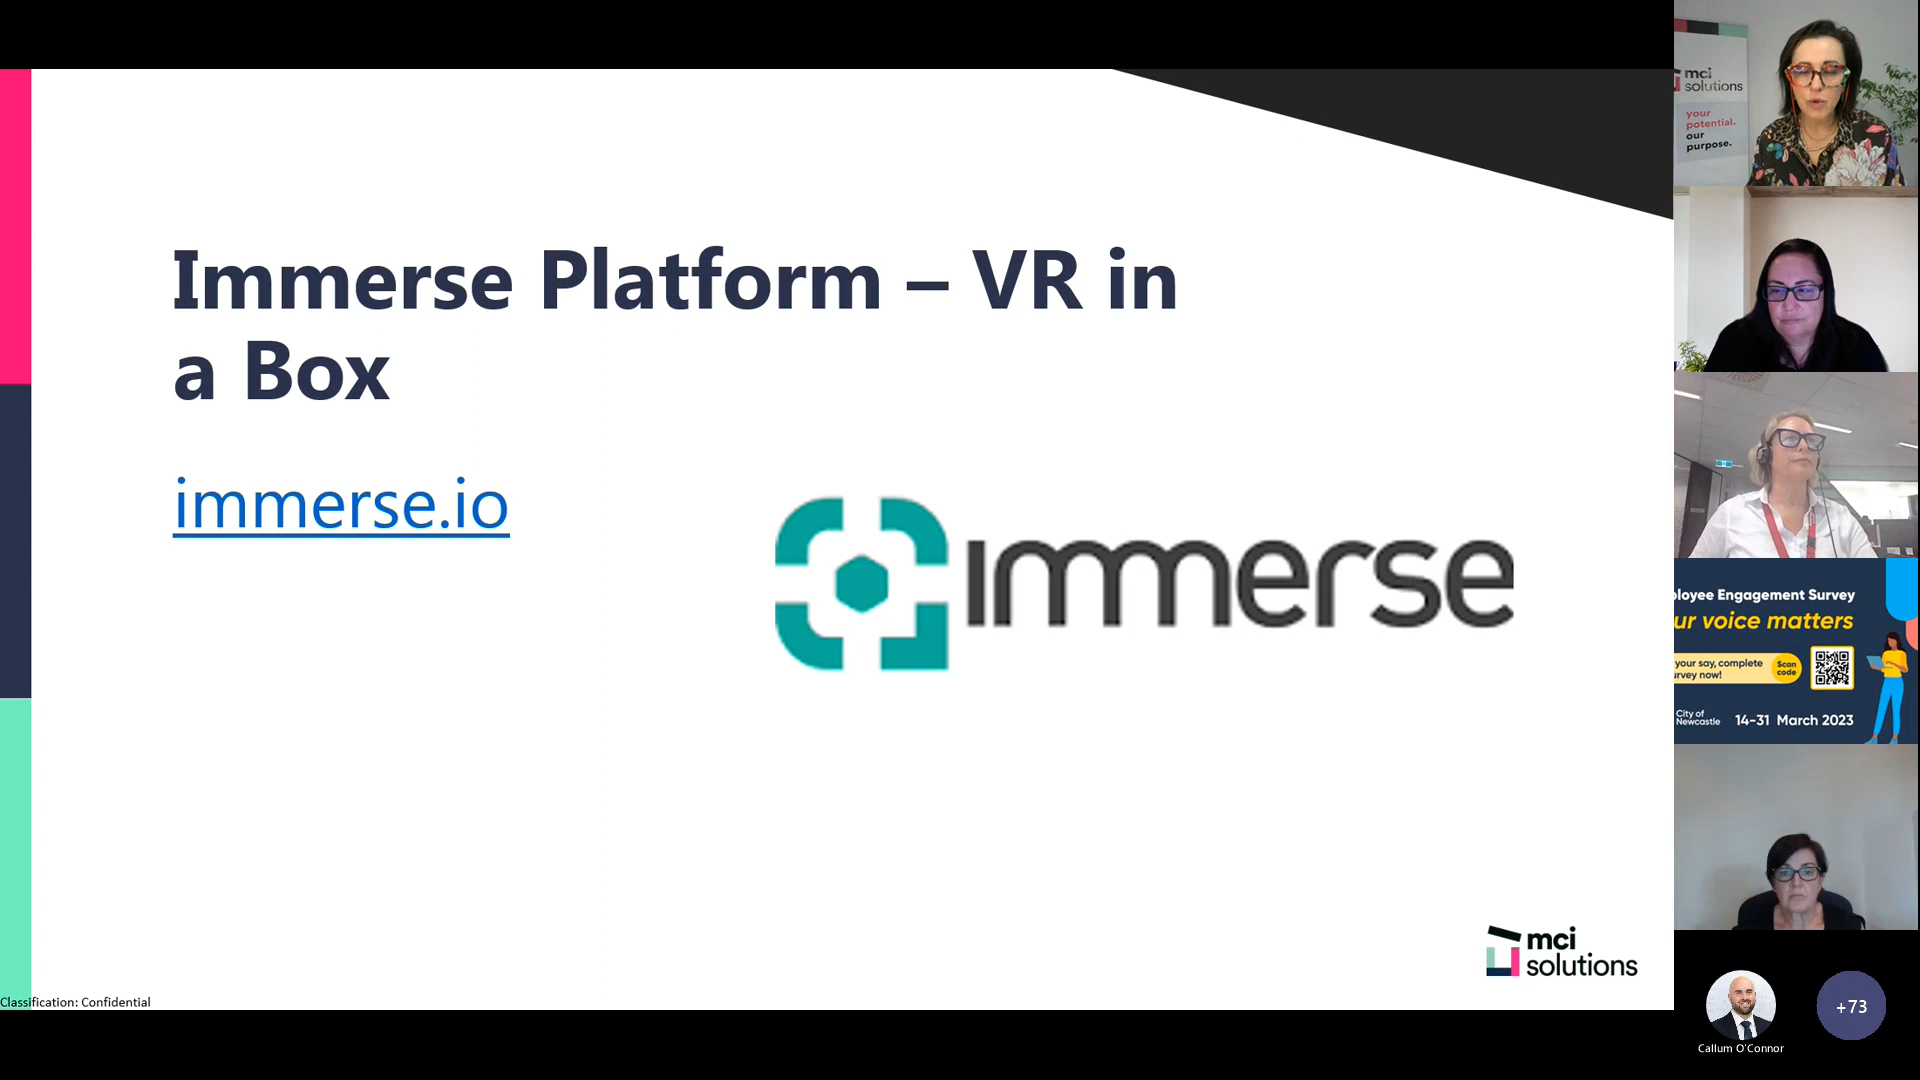 Immerse Platform – VR in
a Box
immerse.io
immerse
mci
solutions
Classification: Confidential
mci
solutions
your
potential.
our
purpose.
loyee Engagement Survey
ur voice matters
your say, complete
rvey now!
Scan
code
City of
Newcastle
14-31 March 2023
Callum O'Connor
+73